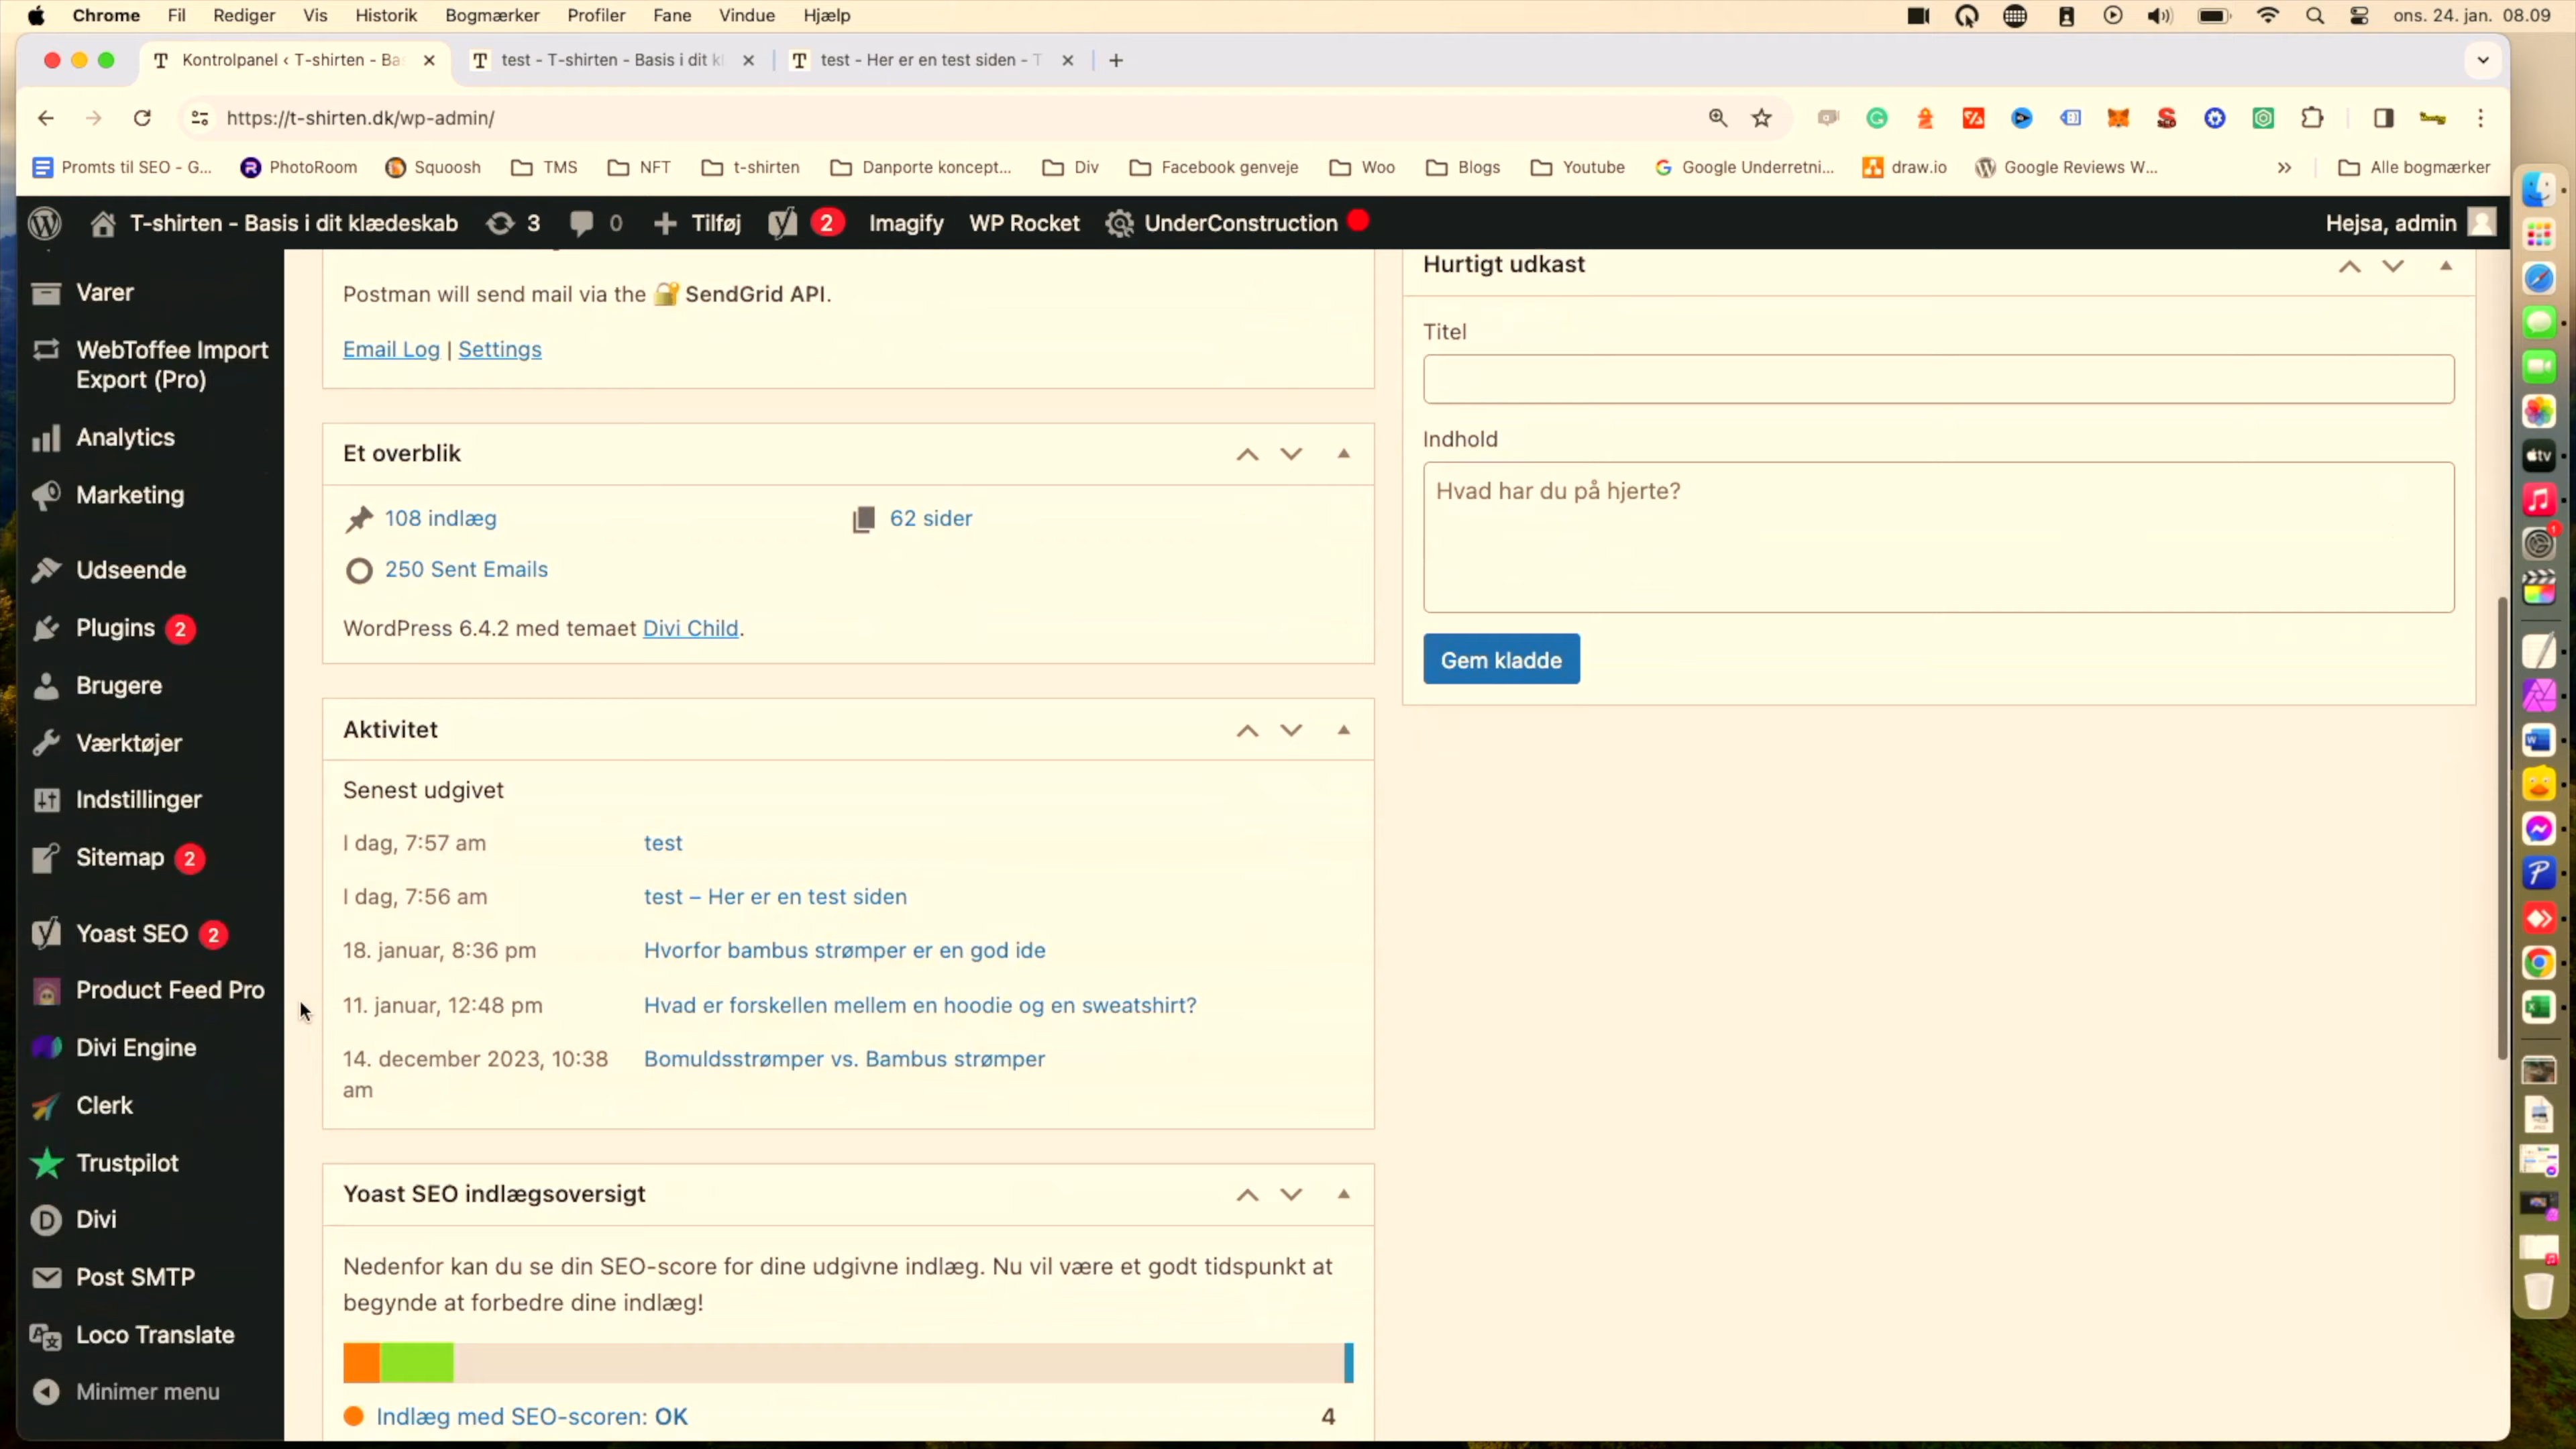 Chrome Fil Rediger Vis Historik Bogmærker Profiler Fane Vindue Hjælp ons. 24. jan. 08.09
Kontrolpanel ‹ T-shirten - Ba test - T-shirten - Basis i dit kl test - Her er en test siden - T
https://t-shirten.dk/wp-admin/
Promts til SEO - G... PhotoRoom Squoosh TMS NFT t-shirten Danporte koncept... Div Facebook genveje Woo Blogs Youtube Google Underretni... draw.io Google Reviews W... » Alle bogmærker
T-shirten - Basis i dit klædeskab 3 0 Tilføj 2 Imagify WP Rocket UnderConstruction Hejsa, admin
Varer
WebToffee Import
Export (Pro)
Analytics
Marketing
Udseende
Plugins 2
Brugere
Værktøjer
Indstillinger
Sitemap 2
Yoast SEO 2
Product Feed Pro
Divi Engine
Clerk
Trustpilot
Divi
Post SMTP
Loco Translate
Minimer menu
Postman will send mail via the 🔐 SendGrid API.
Email Log | Settings
Et overblik
108 indlæg 62 sider
250 Sent Emails
WordPress 6.4.2 med temaet Divi Child.
Aktivitet
Senest udgivet
I dag, 7:57 am test
I dag, 7:56 am test – Her er en test siden
18. januar, 8:36 pm Hvorfor bambus strømper er en god ide
11. januar, 12:48 pm Hvad er forskellen mellem en hoodie og en sweatshirt?
14. december 2023, 10:38 Bomuldsstrømper vs. Bambus strømper
am
Yoast SEO indlægsoversigt
Nedenfor kan du se din SEO-score for dine udgivne indlæg. Nu vil være et godt tidspunkt at
begynde at forbedre dine indlæg!
Indlæg med SEO-scoren: OK 4
Hurtigt udkast
Titel
Indhold
Hvad har du på hjerte?
Gem kladde